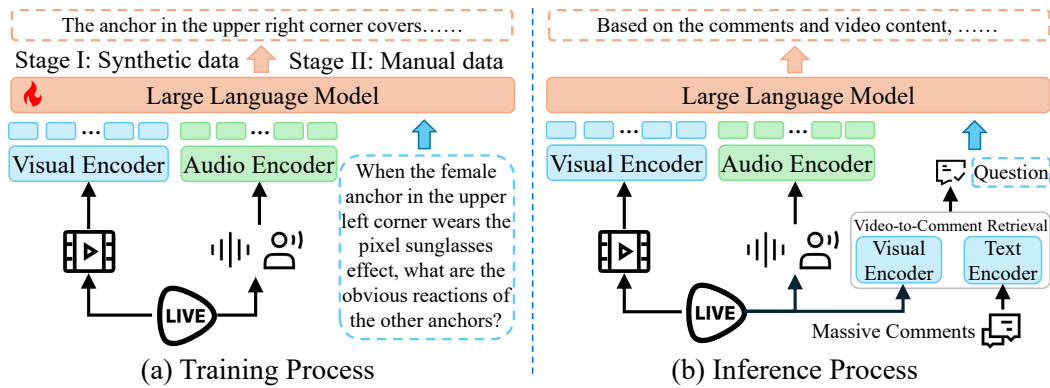 The anchor in the upper right corner covers……
Stage I: Synthetic data
Stage II: Manual data
Large Language Model
...
...
Visual Encoder
Audio Encoder
When the female
anchor in the upper
left corner wears the
pixel sunglasses
effect, what are the
obvious reactions of
the other anchors?
LIVE
(a) Training Process
Based on the comments and video content, ……
Large Language Model
...
...
Visual Encoder
Audio Encoder
Question
Video-to-Comment Retrieval
Visual
Encoder
Text
Encoder
LIVE
Massive Comments
(b) Inference Process